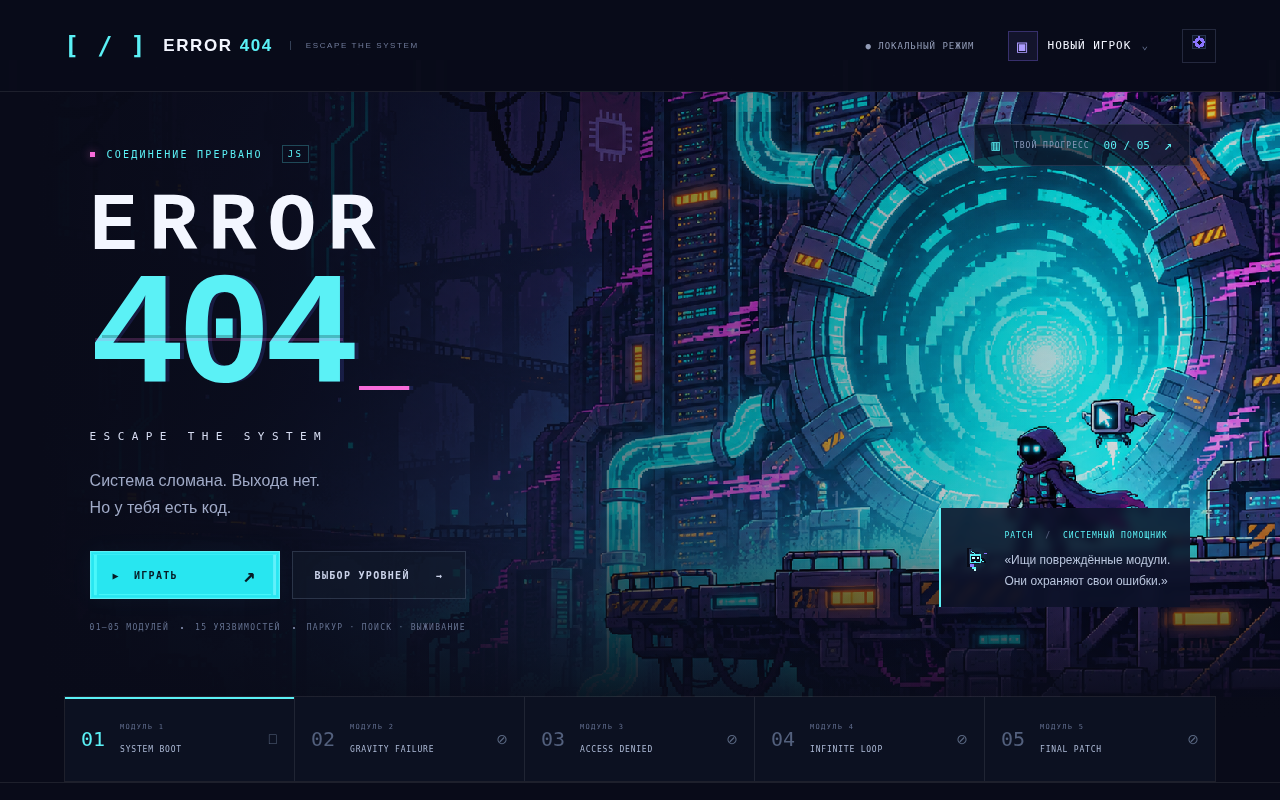 [ / ] ERROR 404 ESCAPE THE SYSTEM
ЛОКАЛЬНЫЙ РЕЖИМ
НОВЫЙ ИГРОК
СОЕДИНЕНИЕ ПРЕРВАНО JS
ТВОЙ ПРОГРЕСС 00 / 05 ↗
ERROR
404_
ESCAPE THE SYSTEM
Система сломана. Выхода нет.
Но у тебя есть код.
▶ ИГРАТЬ ↗
ВЫБОР УРОВНЕЙ →
01—05 МОДУЛЕЙ • 15 УЯЗВИМОСТЕЙ • ПАРКУР · ПОИСК · ВЫЖИВАНИЕ
PATCH / СИСТЕМНЫЙ ПОМОЩНИК
«Ищи повреждённые модули.
Они охраняют свои ошибки.»
01 МОДУЛЬ 1
SYSTEM BOOT
02 МОДУЛЬ 2
GRAVITY FAILURE
03 МОДУЛЬ 3
ACCESS DENIED
04 МОДУЛЬ 4
INFINITE LOOP
05 МОДУЛЬ 5
FINAL PATCH